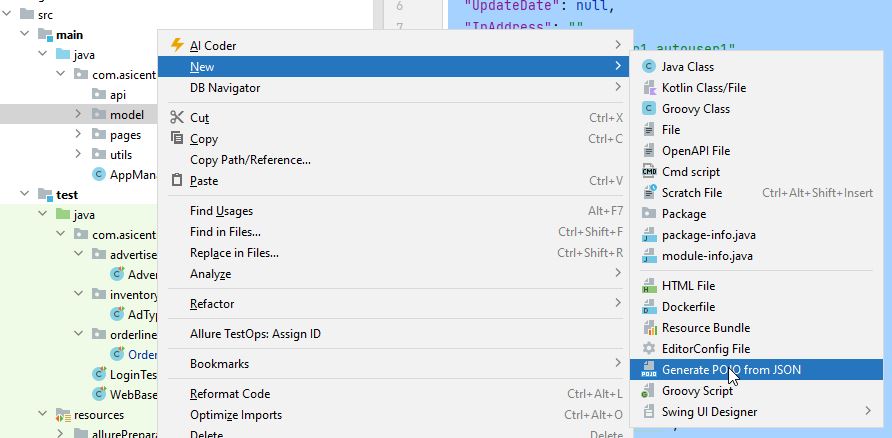 src
main
java
com.asicent
api
model
pages
utils
AppMana
test
java
com.asicent
advertise
Adver
inventory
AdTyp
orderline
Order
LoginTest
WebBase
resources
allurePrepara
6
7
"UpdateDate": null,
"IpAddress": ""
autouser1"
AI Coder
New
DB Navigator
Cut Ctrl+X
Copy Ctrl+C
Copy Path/Reference...
Paste Ctrl+V
Find Usages Alt+F7
Find in Files... Ctrl+Shift+F
Replace in Files... Ctrl+Shift+R
Analyze
Refactor
Allure TestOps: Assign ID
Bookmarks
Reformat Code Ctrl+Alt+L
Optimize Imports Ctrl+Alt+O
Delete
Java Class
Kotlin Class/File
Groovy Class
File
OpenAPI File
Cmd script
Scratch File Ctrl+Alt+Shift+Insert
Package
package-info.java
module-info.java
HTML File
Dockerfile
Resource Bundle
EditorConfig File
Generate POJO from JSON
Groovy Script
Swing UI Designer